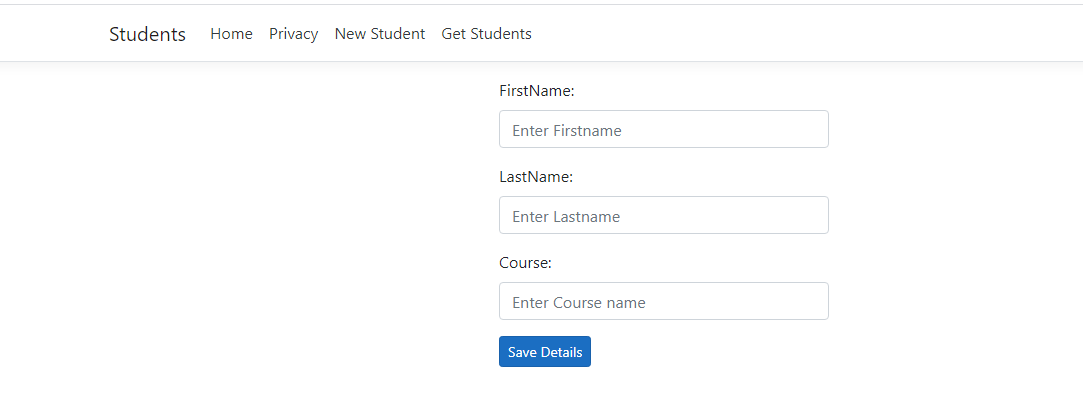 Students Home Privacy New Student Get Students
FirstName:
Enter Firstname
LastName:
Enter Lastname
Course:
Enter Course name
Save Details